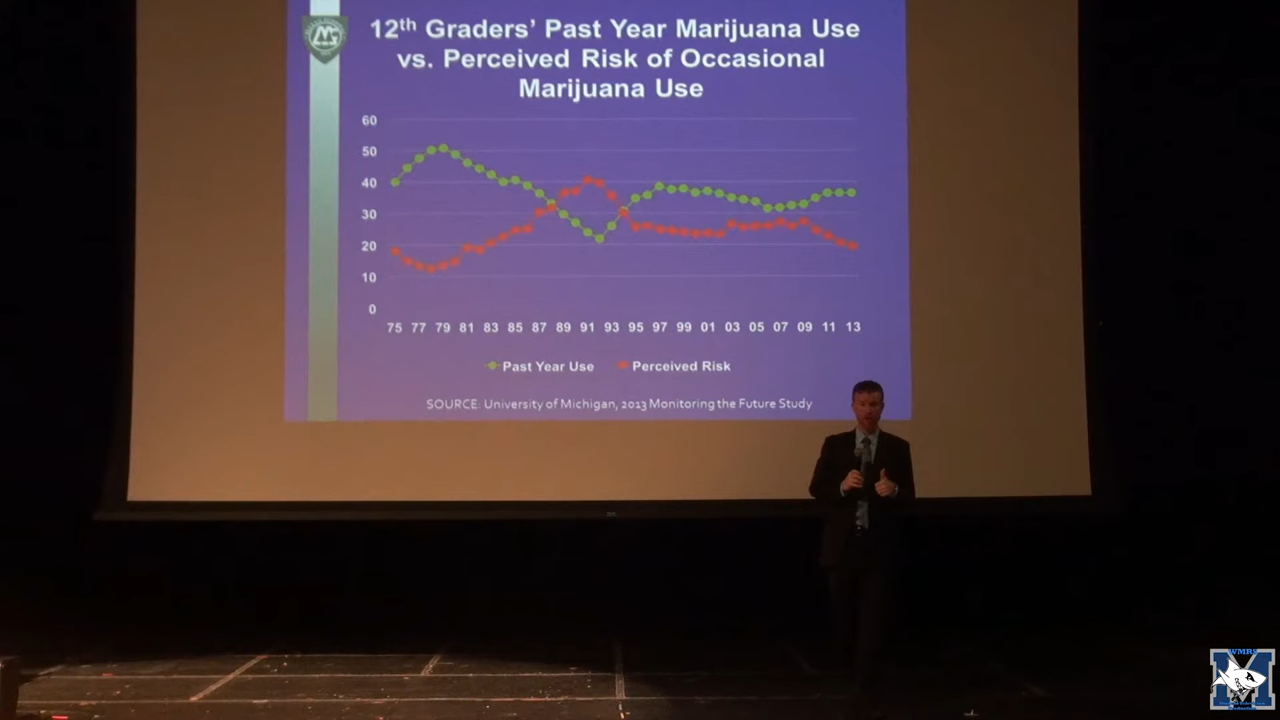 12th Graders’ Past Year Marijuana Use
vs. Perceived Risk of Occasional
Marijuana Use
60
50
40
30
20
10
0
75 77 79 81 83 85 87 89 91 93 95 97 99 01 03 05 07 09 11 13
Past Year Use Perceived Risk
SOURCE: University of Michigan, 2013 Monitoring the Future Study
WMRS